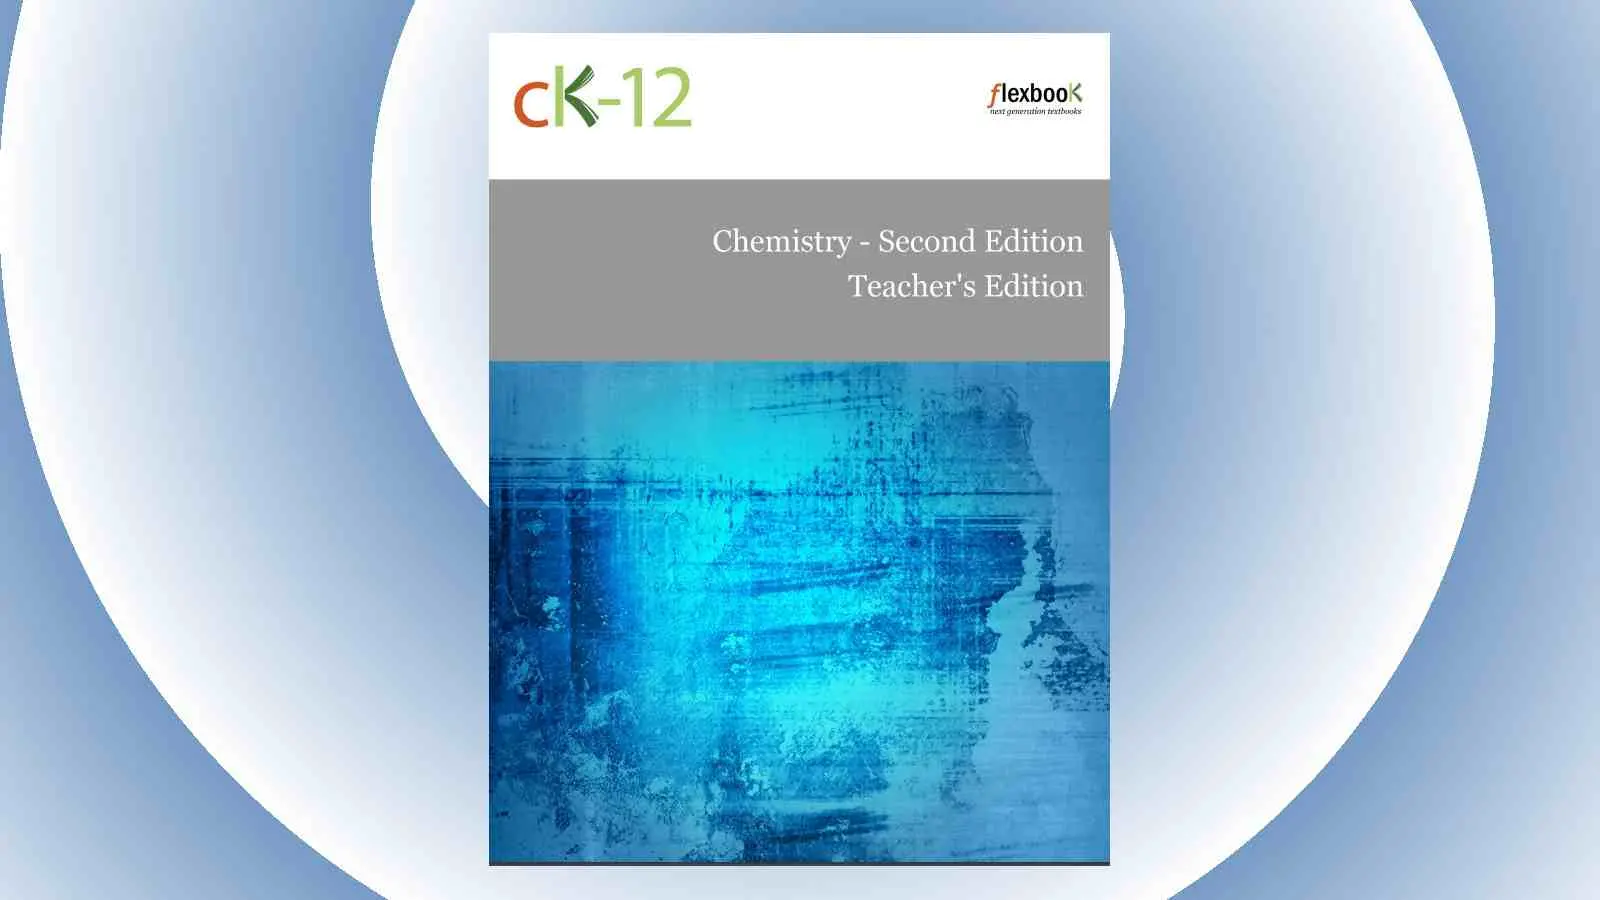 cK-12
flexbook
next generation textbooks
Chemistry - Second Edition
Teacher's Edition